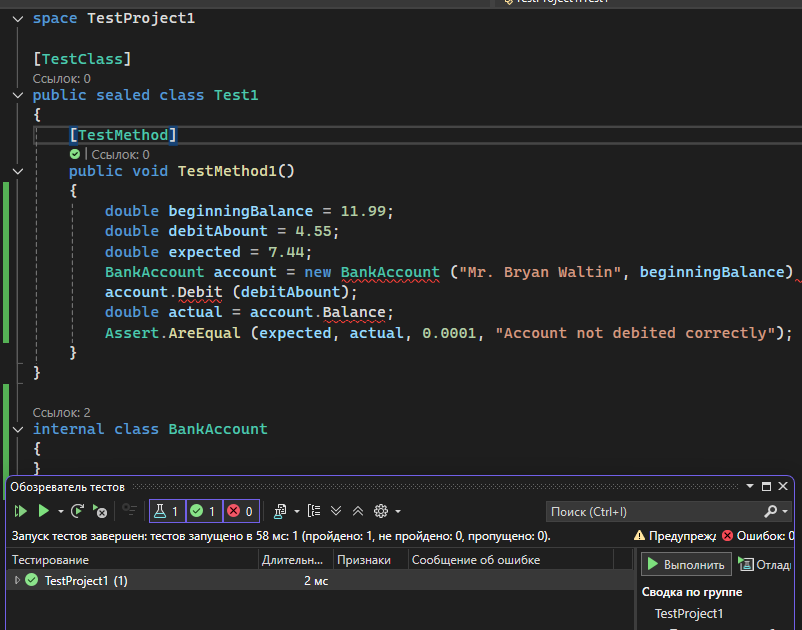 space TestProject1
[TestClass]
Ссылок: 0
public sealed class Test1
{
[TestMethod]
| Ссылок: 0
public void TestMethod1()
{
double beginningBalance = 11.99;
double debitAbount = 4.55;
double expected = 7.44;
BankAccount account = new BankAccount ("Mr. Bryan Waltin", beginningBalance)
account.Debit (debitAbount);
double actual = account.Balance;
Assert.AreEqual (expected, actual, 0.0001, "Account not debited correctly");
}
}
Ссылок: 2
internal class BankAccount
{
}
Обозреватель тестов
1 1 0 Поиск (Ctrl+I)
Запуск тестов завершен: тестов запущено в 58 мс: 1 (пройдено: 1, не пройдено: 0, пропущено: 0). Предупреж Ошибок: 0
Тестирование Длительн... Признаки Сообщение об ошибке Выполнить Отлад
TestProject1 (1) 2 мс
Сводка по группе
TestProject1